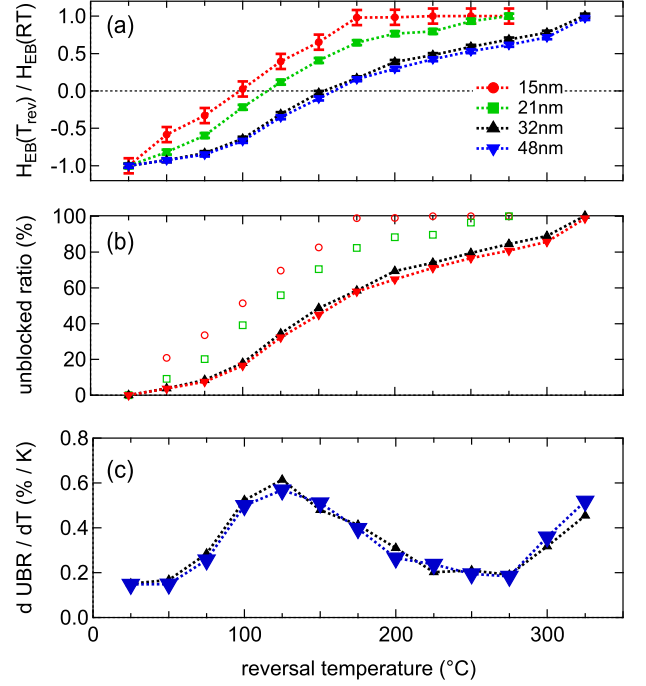 (a)
H_EB(T_rev) / H_EB(RT)
1.0
0.5
0.0
-0.5
-1.0
15nm
21nm
32nm
48nm
(b)
unblocked ratio (%)
100
80
60
40
20
0
(c)
d UBR / dT (% / K)
0.8
0.6
0.4
0.2
0.0
0
100
200
300
reversal temperature (°C)